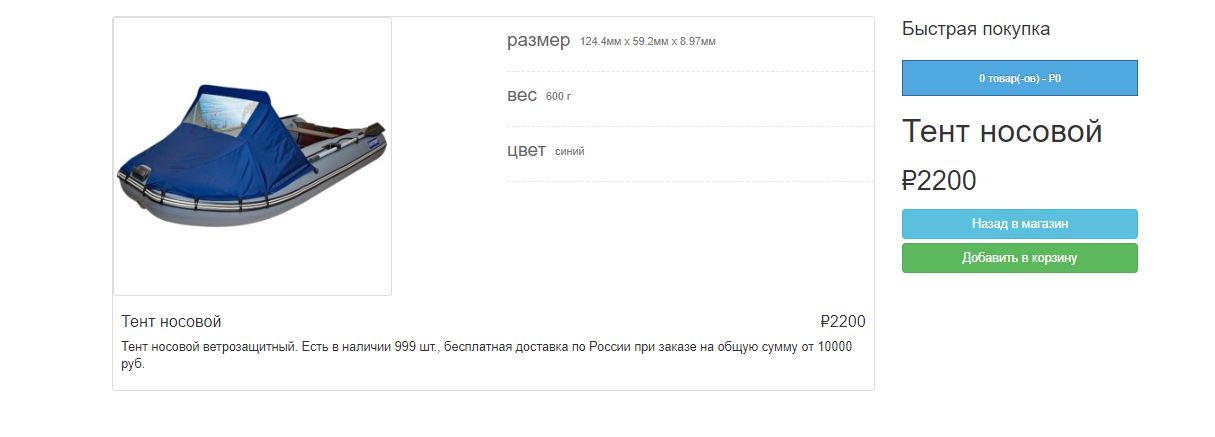 размер 124.4мм x 59.2мм x 8.97мм
вес 600 г
цвет синий
Тент носовой ₽2200
Тент носовой ветрозащитный. Есть в наличии 999 шт., бесплатная доставка по России при заказе на общую сумму от 10000
руб.
Быстрая покупка
0 товар(-ов) - ₽0
Тент носовой
₽2200
Назад в магазин
Добавить в корзину